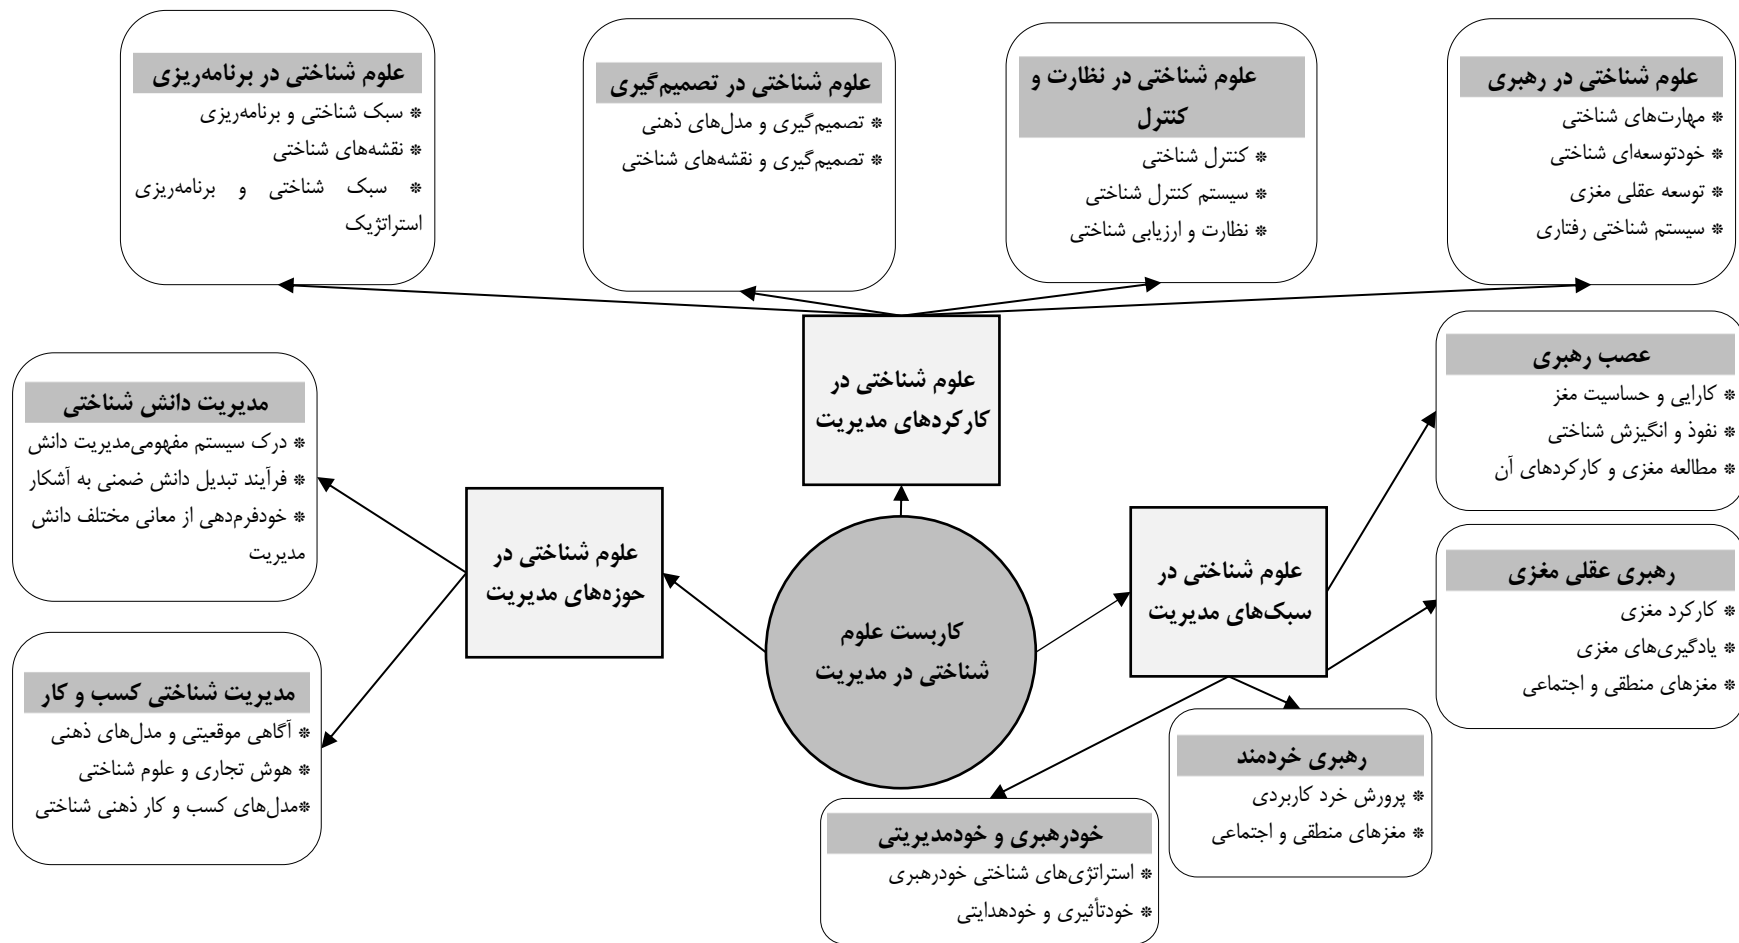 علوم شناختی در رهبری
* مهارت‌های شناختی
* خودتوسعه‌ای شناختی
* توسعه عقلی مغزی
* سیستم شناختی رفتاری
علوم شناختی در نظارت و
کنترل
* کنترل شناختی
* سیستم کنترل شناختی
* نظارت و ارزیابی شناختی
علوم شناختی در تصمیم‌گیری
* تصمیم‌گیری و مدل‌های ذهنی
* تصمیم‌گیری و نقشه‌های شناختی
علوم شناختی در برنامه‌ریزی
* سبک شناختی و برنامه‌ریزی
* نقشه‌های شناختی
* سبک شناختی و برنامه‌ریزی
استراتژیک
علوم شناختی در
کارکردهای مدیریت
عصب رهبری
* کارایی و حساسیت مغز
* نفوذ و انگیزش شناختی
* مطالعه مغزی و کارکردهای آن
رهبری عقلی مغزی
* کارکرد مغزی
* یادگیری‌های مغزی
* مغزهای منطقی و اجتماعی
علوم شناختی در
سبک‌های مدیریت
کاربست علوم
شناختی در مدیریت
علوم شناختی در
حوزه‌های مدیریت
مدیریت دانش شناختی
* درک سیستم مفهومی‌مدیریت دانش
* فرآیند تبدیل دانش ضمنی به آشکار
* خودفرم‌دهی از معانی مختلف دانش
مدیریت
مدیریت شناختی کسب و کار
* آگاهی موقعیتی و مدل‌های ذهنی
* هوش تجاری و علوم شناختی
*مدل‌های کسب و کار ذهنی شناختی
رهبری خردمند
* پرورش خرد کاربردی
* مغزهای منطقی و اجتماعی
خودرهبری و خودمدیریتی
* استراتژی‌های شناختی خودرهبری
* خودتأثیری و خودهدایتی